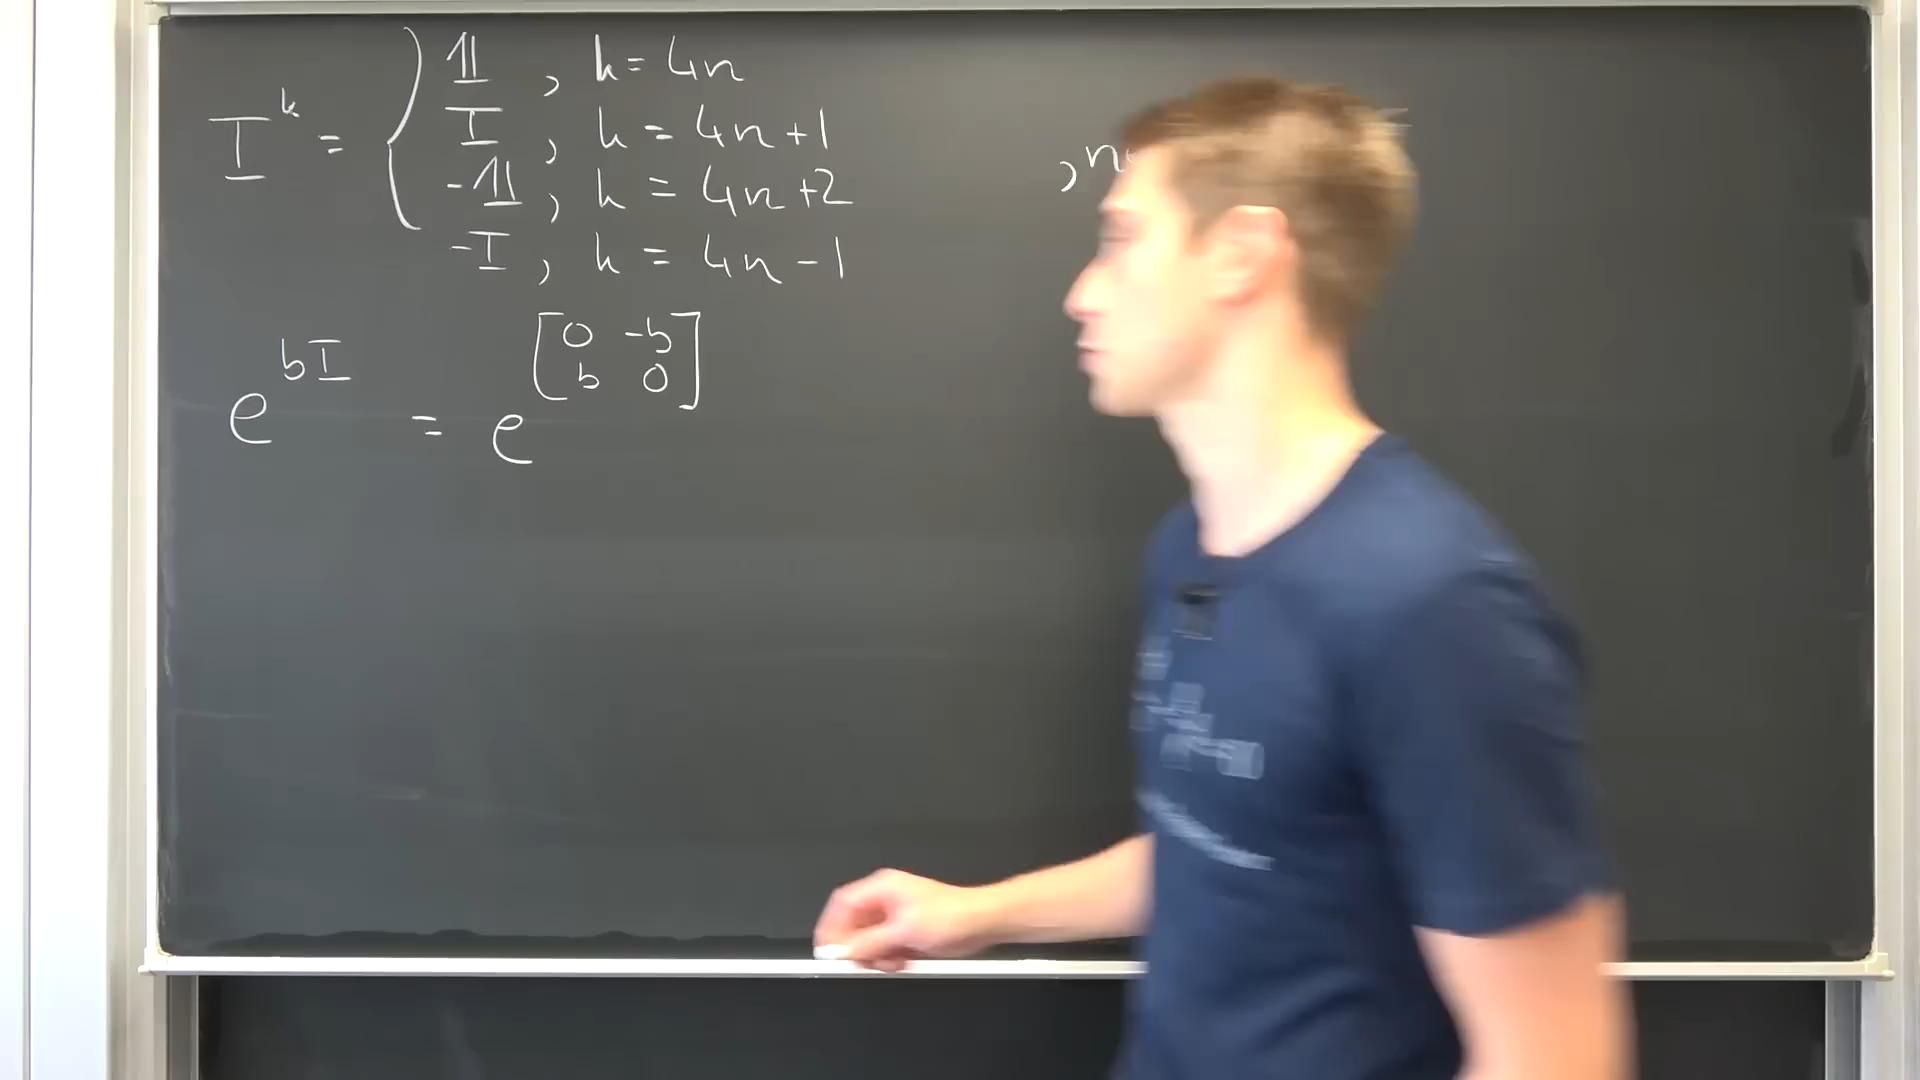 I^k = { 𝟙 , k = 4n
I , k = 4n+1
-𝟙 , k = 4n+2
-I , k = 4n-1
, n
e^{bI} = e^{[0 -b; b 0]}